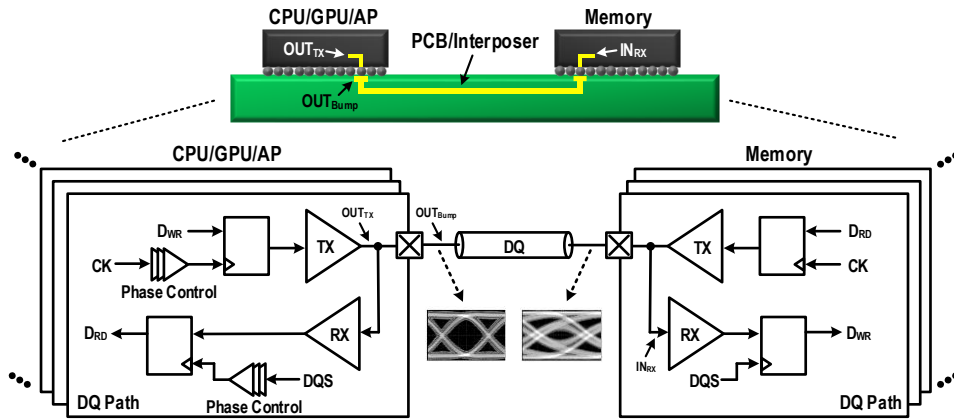 CPU/GPU/AP
Memory
OUTTX
PCB/Interposer
INRX
OUTBump
CPU/GPU/AP
Memory
DWR
TX
OUTTX
OUTBump
DQ
TX
DRD
CK
CK
Phase Control
DRD
RX
RX
DWR
INRX
DQS
DQS
DQ Path
Phase Control
DQ Path